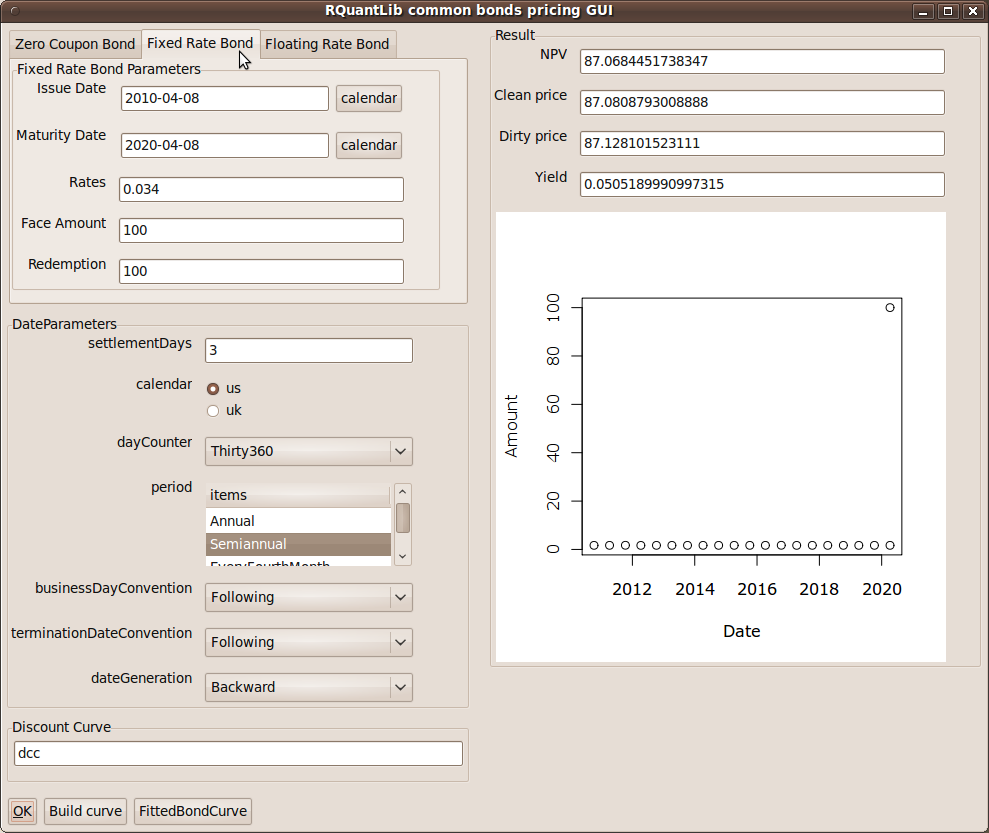 RQuantLib common bonds pricing GUI
Zero Coupon Bond Fixed Rate Bond Floating Rate Bond
Fixed Rate Bond Parameters
Issue Date 2010-04-08 calendar
Maturity Date 2020-04-08 calendar
Rates 0.034
Face Amount 100
Redemption 100
DateParameters
settlementDays 3
calendar us
uk
dayCounter Thirty360
period items
Annual
Semiannual
EveryFourthMonth
businessDayConvention Following
terminationDateConvention Following
dateGeneration Backward
Discount Curve
dcc
OK Build curve FittedBondCurve
Result
NPV 87.0684451738347
Clean price 87.0808793008888
Dirty price 87.128101523111
Yield 0.0505189990997315
100
80
60
40
20
0
Amount
2012 2014 2016 2018 2020
Date